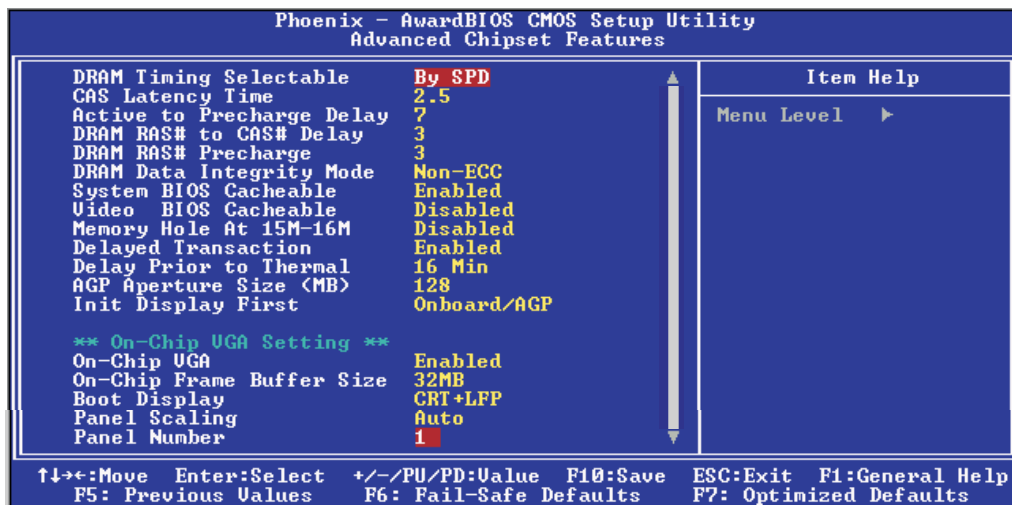 Phoenix - AwardBIOS CMOS Setup Utility
Advanced Chipset Features
DRAM Timing Selectable By SPD
CAS Latency Time 2.5
Active to Precharge Delay 7
DRAM RAS# to CAS# Delay 3
DRAM RAS# Precharge 3
DRAM Data Integrity Mode Non-ECC
System BIOS Cacheable Enabled
Video BIOS Cacheable Disabled
Memory Hole At 15M-16M Disabled
Delayed Transaction Enabled
Delay Prior to Thermal 16 Min
AGP Aperture Size (MB) 128
Init Display First Onboard/AGP
** On-Chip VGA Setting **
On-Chip VGA Enabled
On-Chip Frame Buffer Size 32MB
Boot Display CRT+LFP
Panel Scaling Auto
Panel Number 1
Item Help
Menu Level ►
↑↓→←:Move Enter:Select +/-/PU/PD:Value F10:Save ESC:Exit F1:General Help
F5: Previous Values F6: Fail-Safe Defaults F7: Optimized Defaults